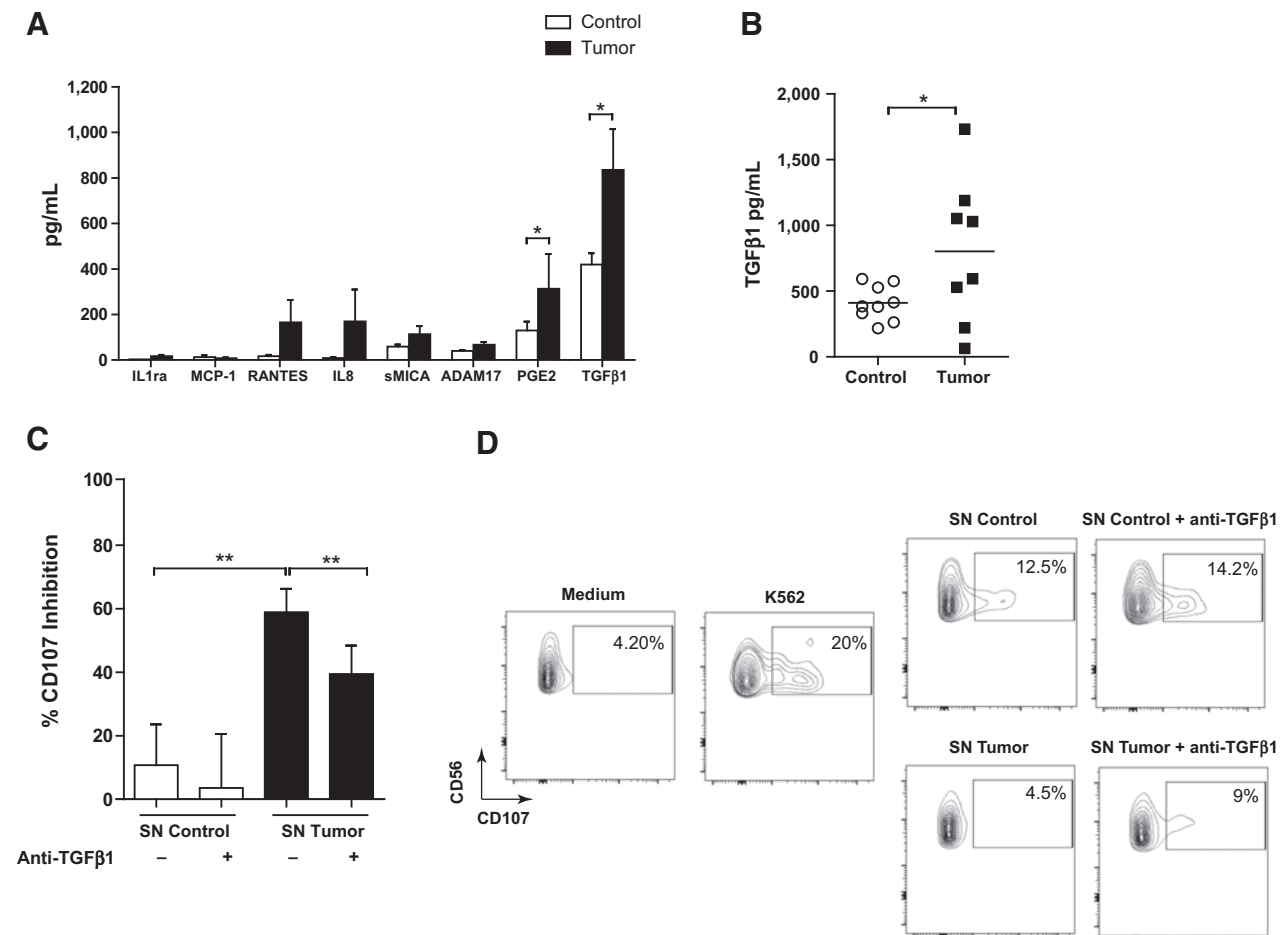 A
Control
Tumor
1,200
1,000
800
600
400
200
0
pg/mL
*
*
IL1ra MCP-1 RANTES IL8 sMICA ADAM17 PGE2 TGFβ1
B
2,000
1,500
1,000
500
0
TGFβ1 pg/mL
*
Control Tumor
C
100
80
60
40
20
0
% CD107 Inhibition
** **
SN Control SN Tumor
Anti-TGFβ1 – + – +
D
Medium
4.20%
K562
20%
SN Control
12.5%
SN Control + anti-TGFβ1
14.2%
SN Tumor
4.5%
SN Tumor + anti-TGFβ1
9%
CD56
CD107